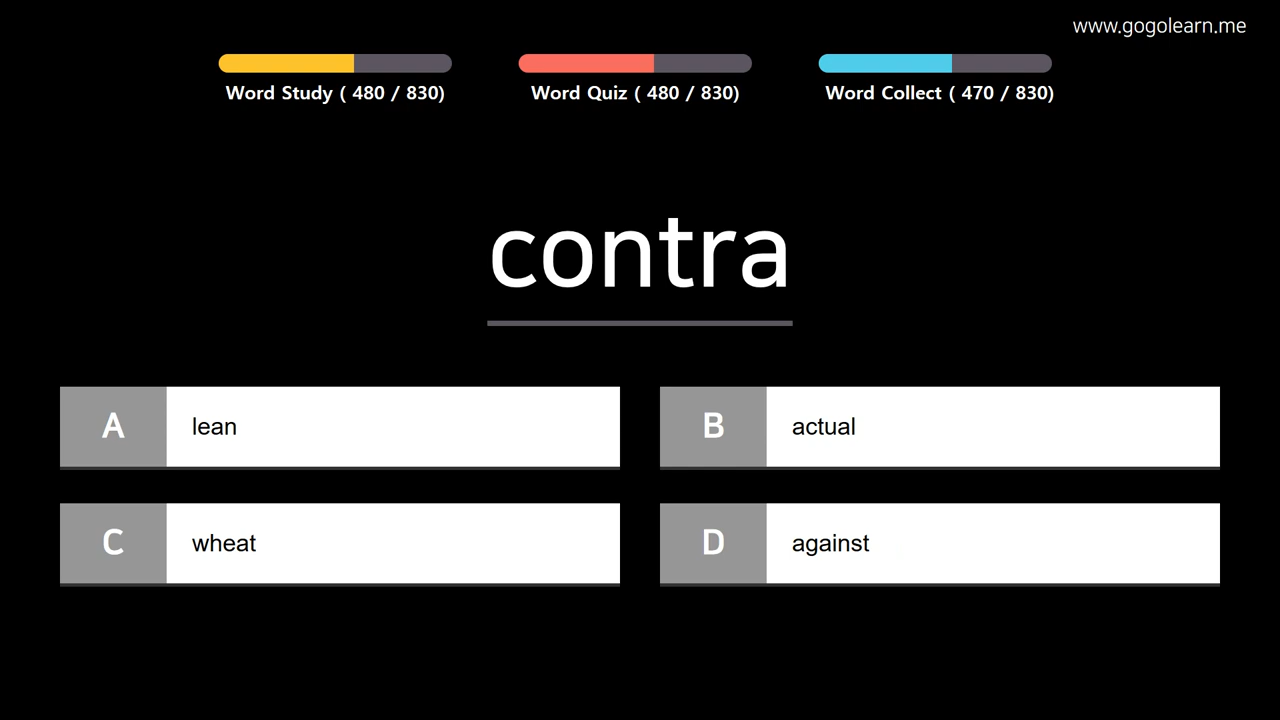 www.gogolearn.me
Word Study ( 480 / 830)
Word Quiz ( 480 / 830)
Word Collect ( 470 / 830)
contra
A
lean
B
actual
C
wheat
D
against